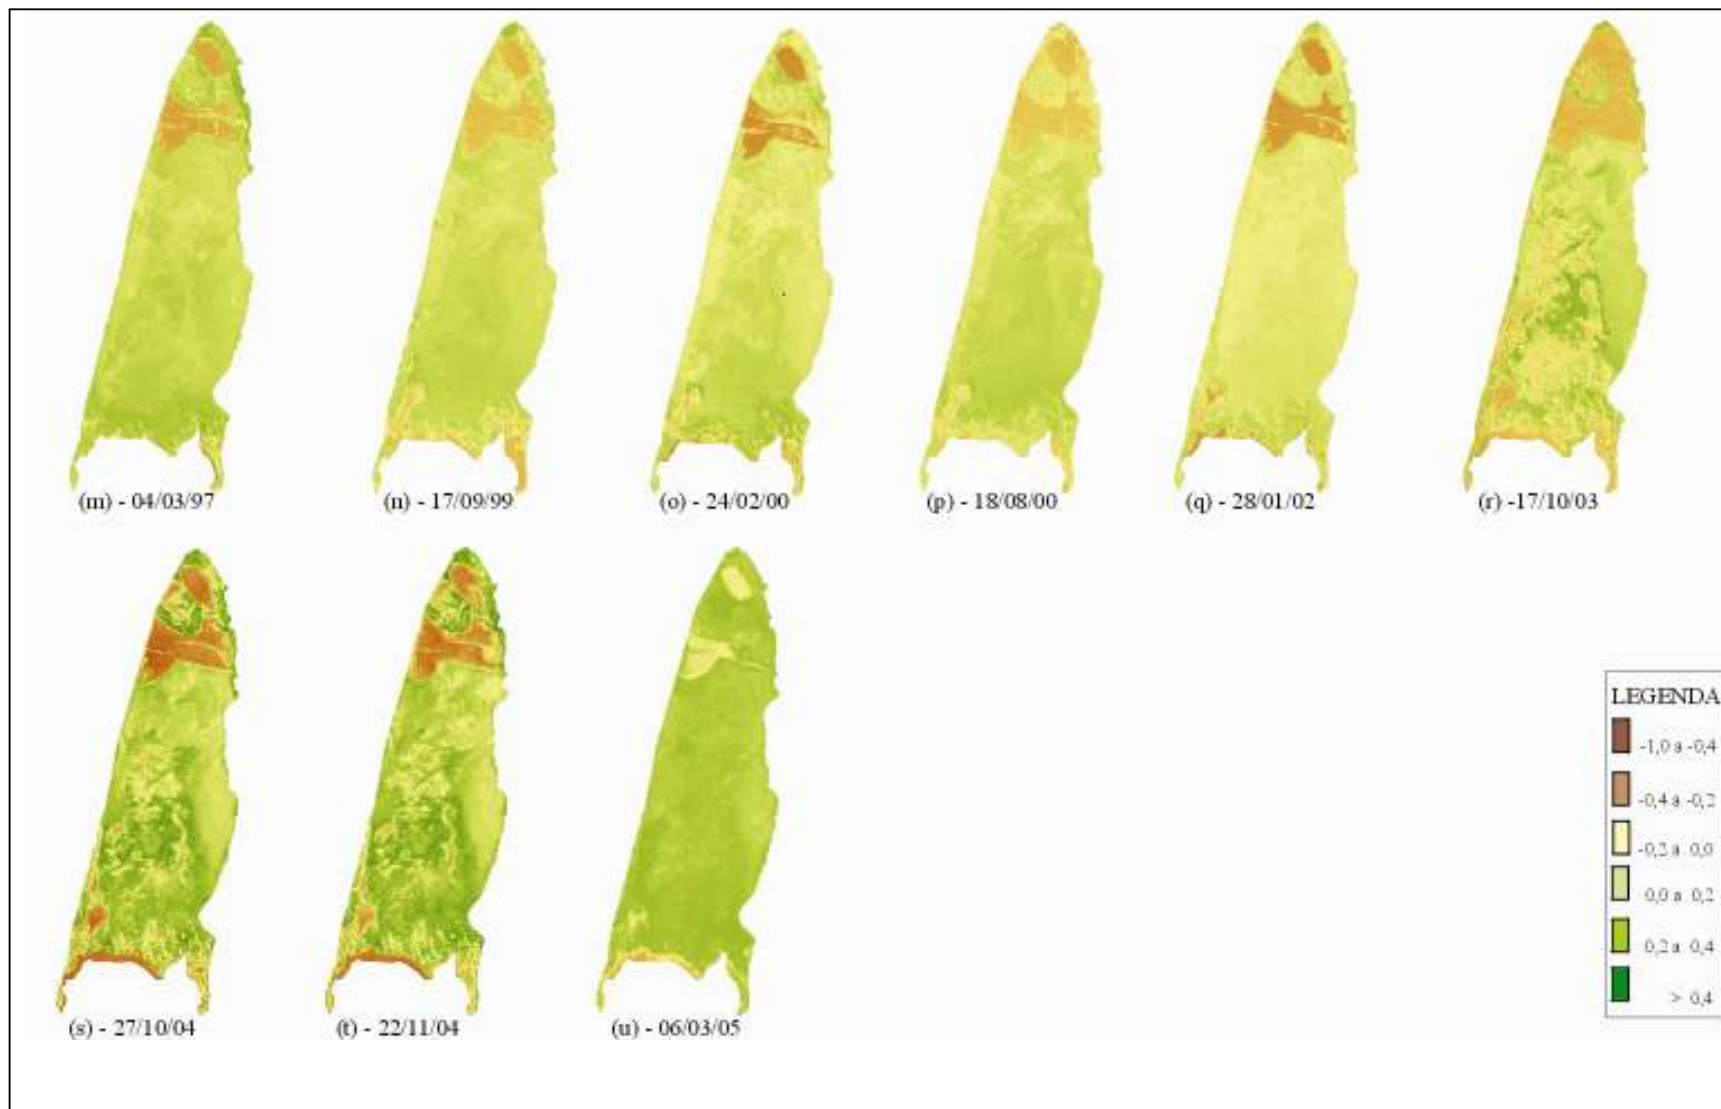 (m) - 04/03/97
(n) - 17/09/99
(o) - 24/02/00
(p) - 18/08/00
(q) - 28/01/02
(r) -17/10/03
(s) - 27/10/04
(t) - 22/11/04
(u) - 06/03/05
LEGENDA
-1,0 a -0,4
-0,4 a -0,2
-0,2 a 0,0
0,0 a 0,2
0,2 a 0,4
> 0,4